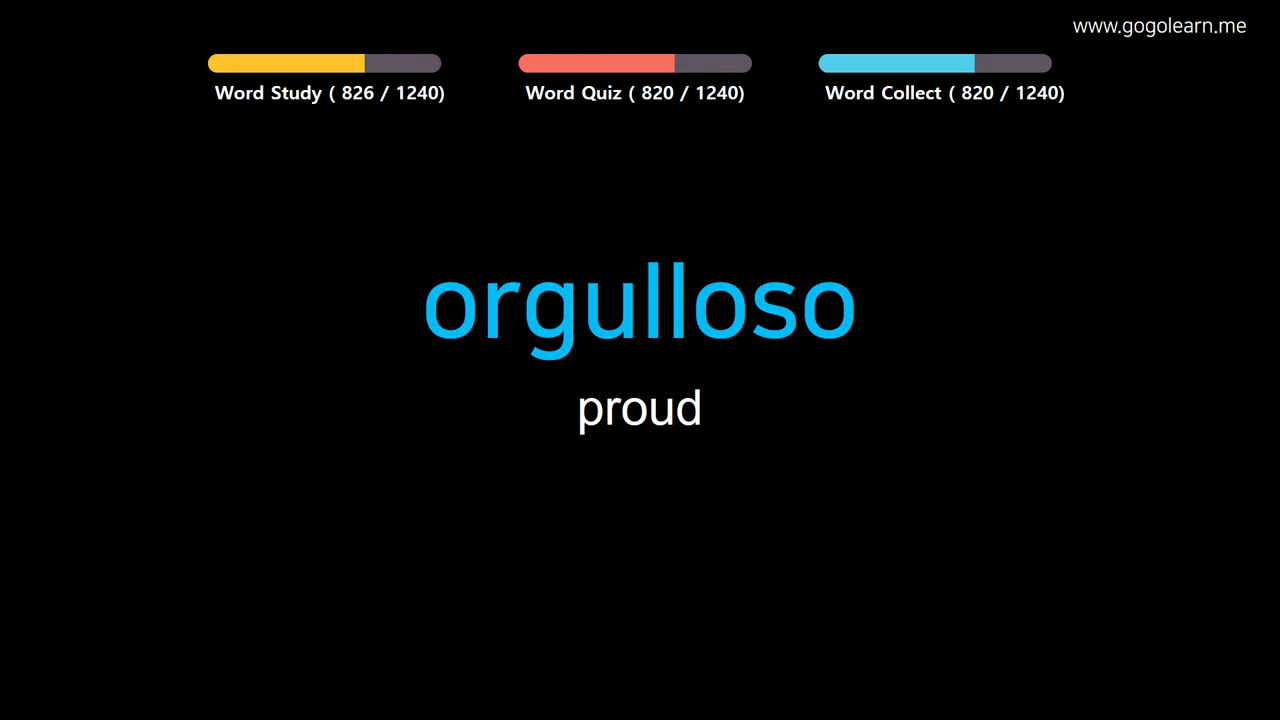 www.gogolearn.me
Word Study ( 826 / 1240)
Word Quiz ( 820 / 1240)
Word Collect ( 820 / 1240)
orgulloso
proud